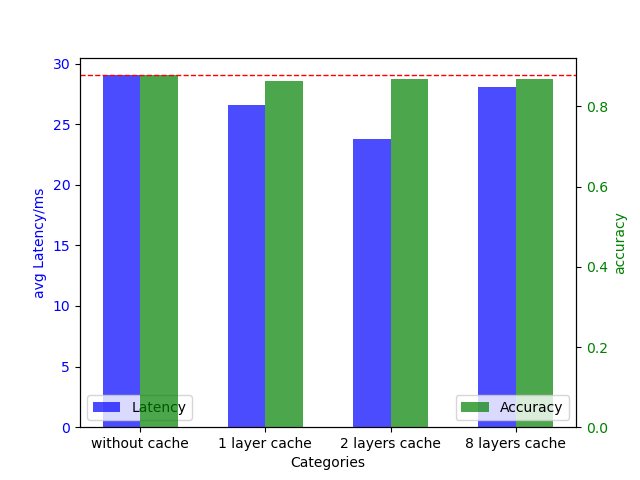 30
25
20
15
10
5
0
avg Latency/ms
0.8
0.6
0.4
0.2
0.0
accuracy
Latency
Accuracy
without cache
1 layer cache
2 layers cache
8 layers cache
Categories